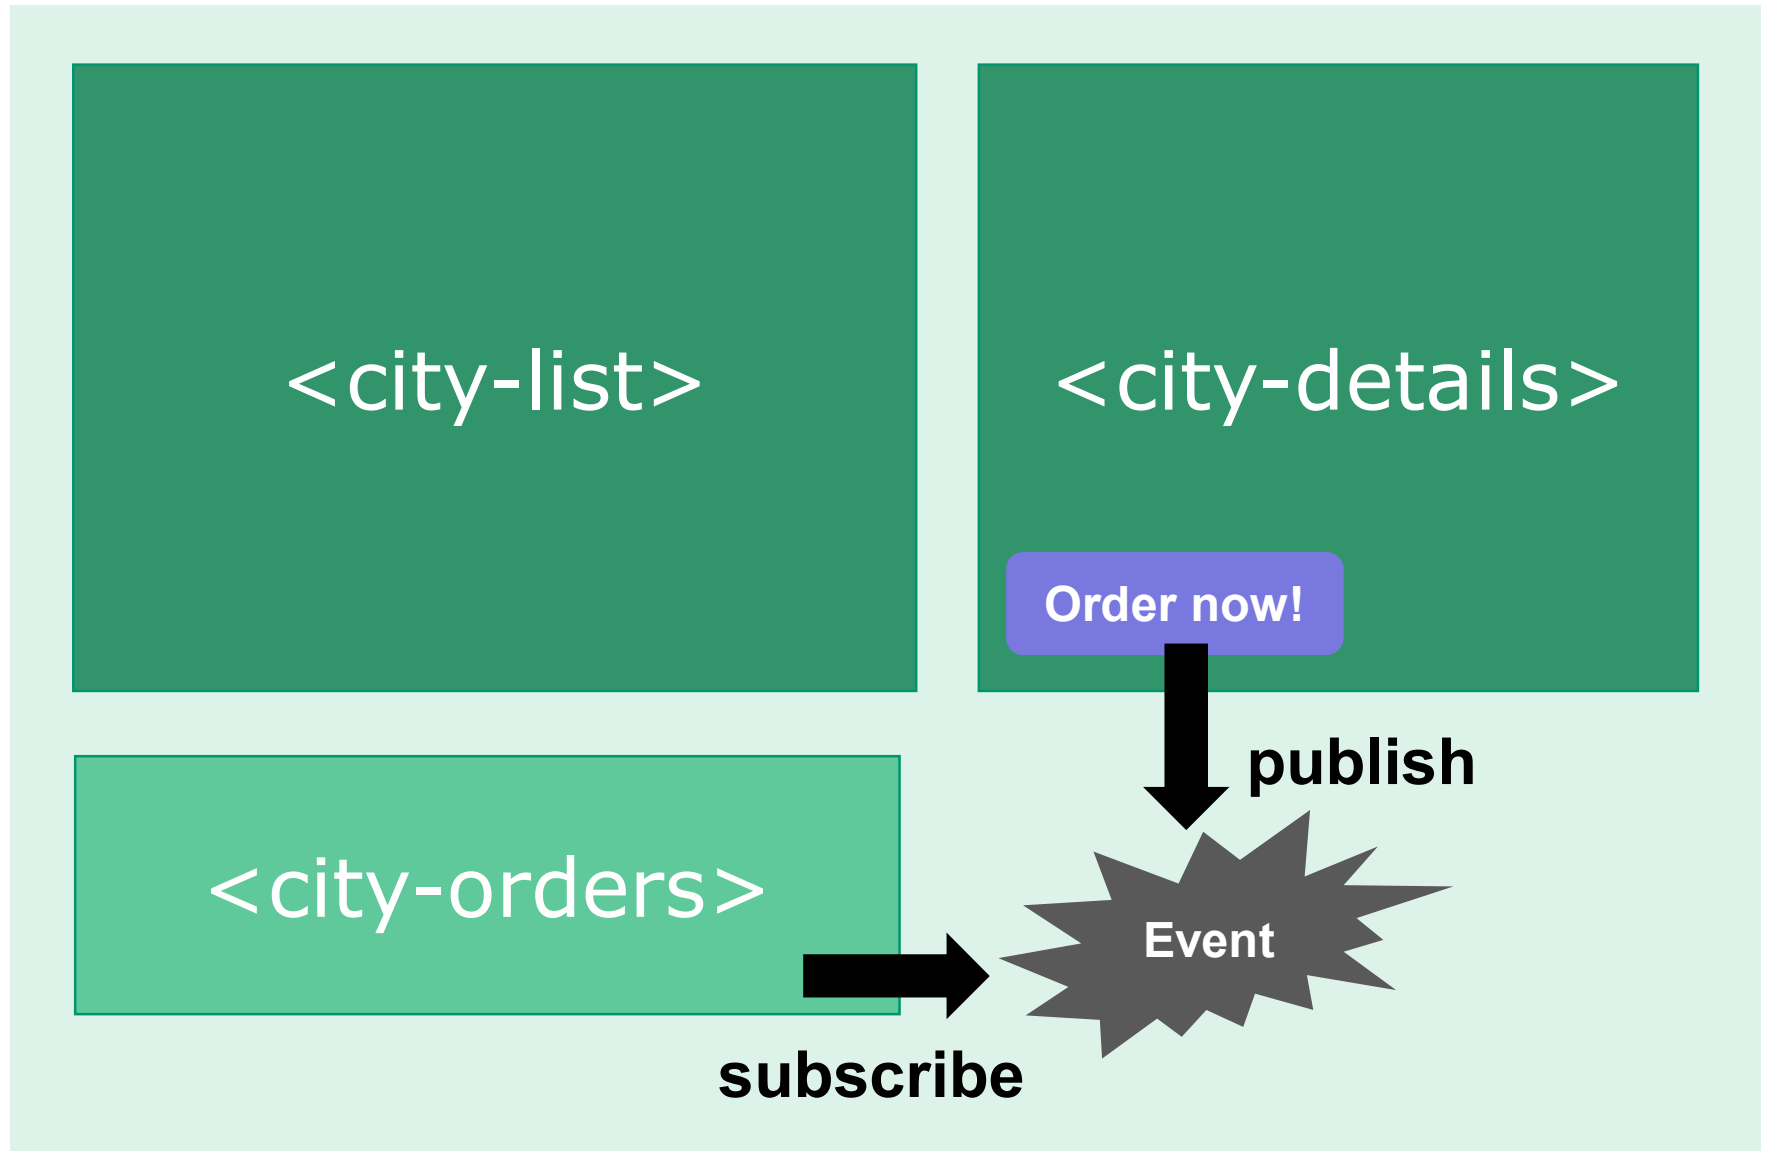 <city-list>
<city-details>
Order now!
publish
<city-orders>
Event
subscribe